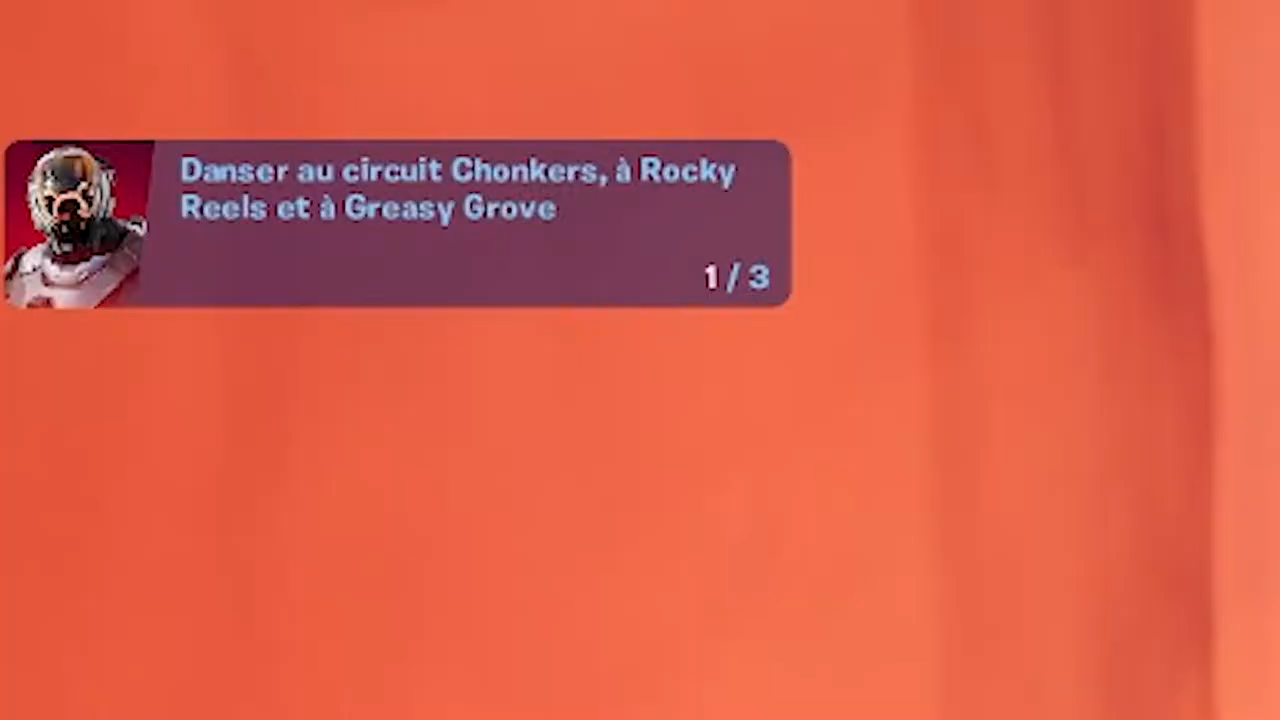 Danser au circuit Chonkers, à Rocky
Reels et à Greasy Grove
1 / 3